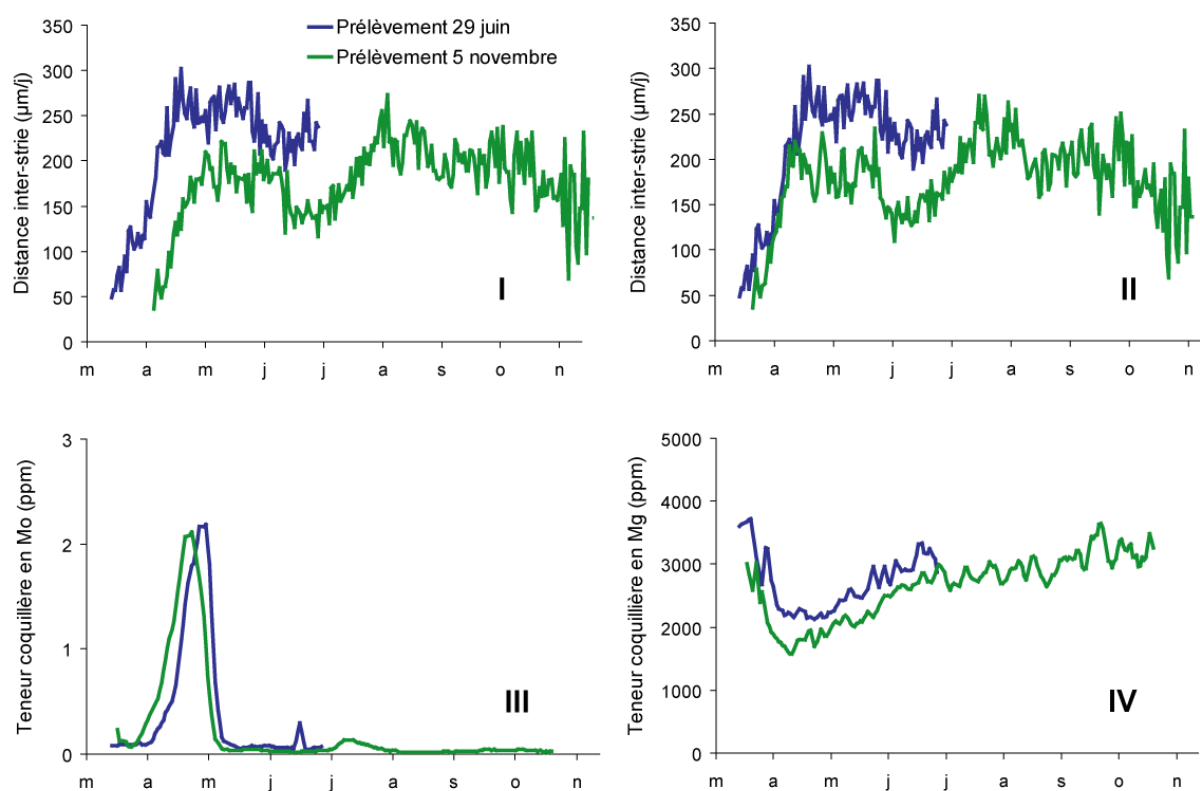 Prélèvement 29 juin
Prélèvement 5 novembre
Distance inter-strie (µm/j)
350
300
250
200
150
100
50
0
m a m j j a s o n
I
Distance inter-strie (µm/j)
350
300
250
200
150
100
50
0
m a m j j a s o n
II
Teneur coquillière en Mo (ppm)
3
2
1
0
m a m j j a s o n
III
Teneur coquillière en Mg (ppm)
5000
4000
3000
2000
1000
0
m a m j j a s o n
IV